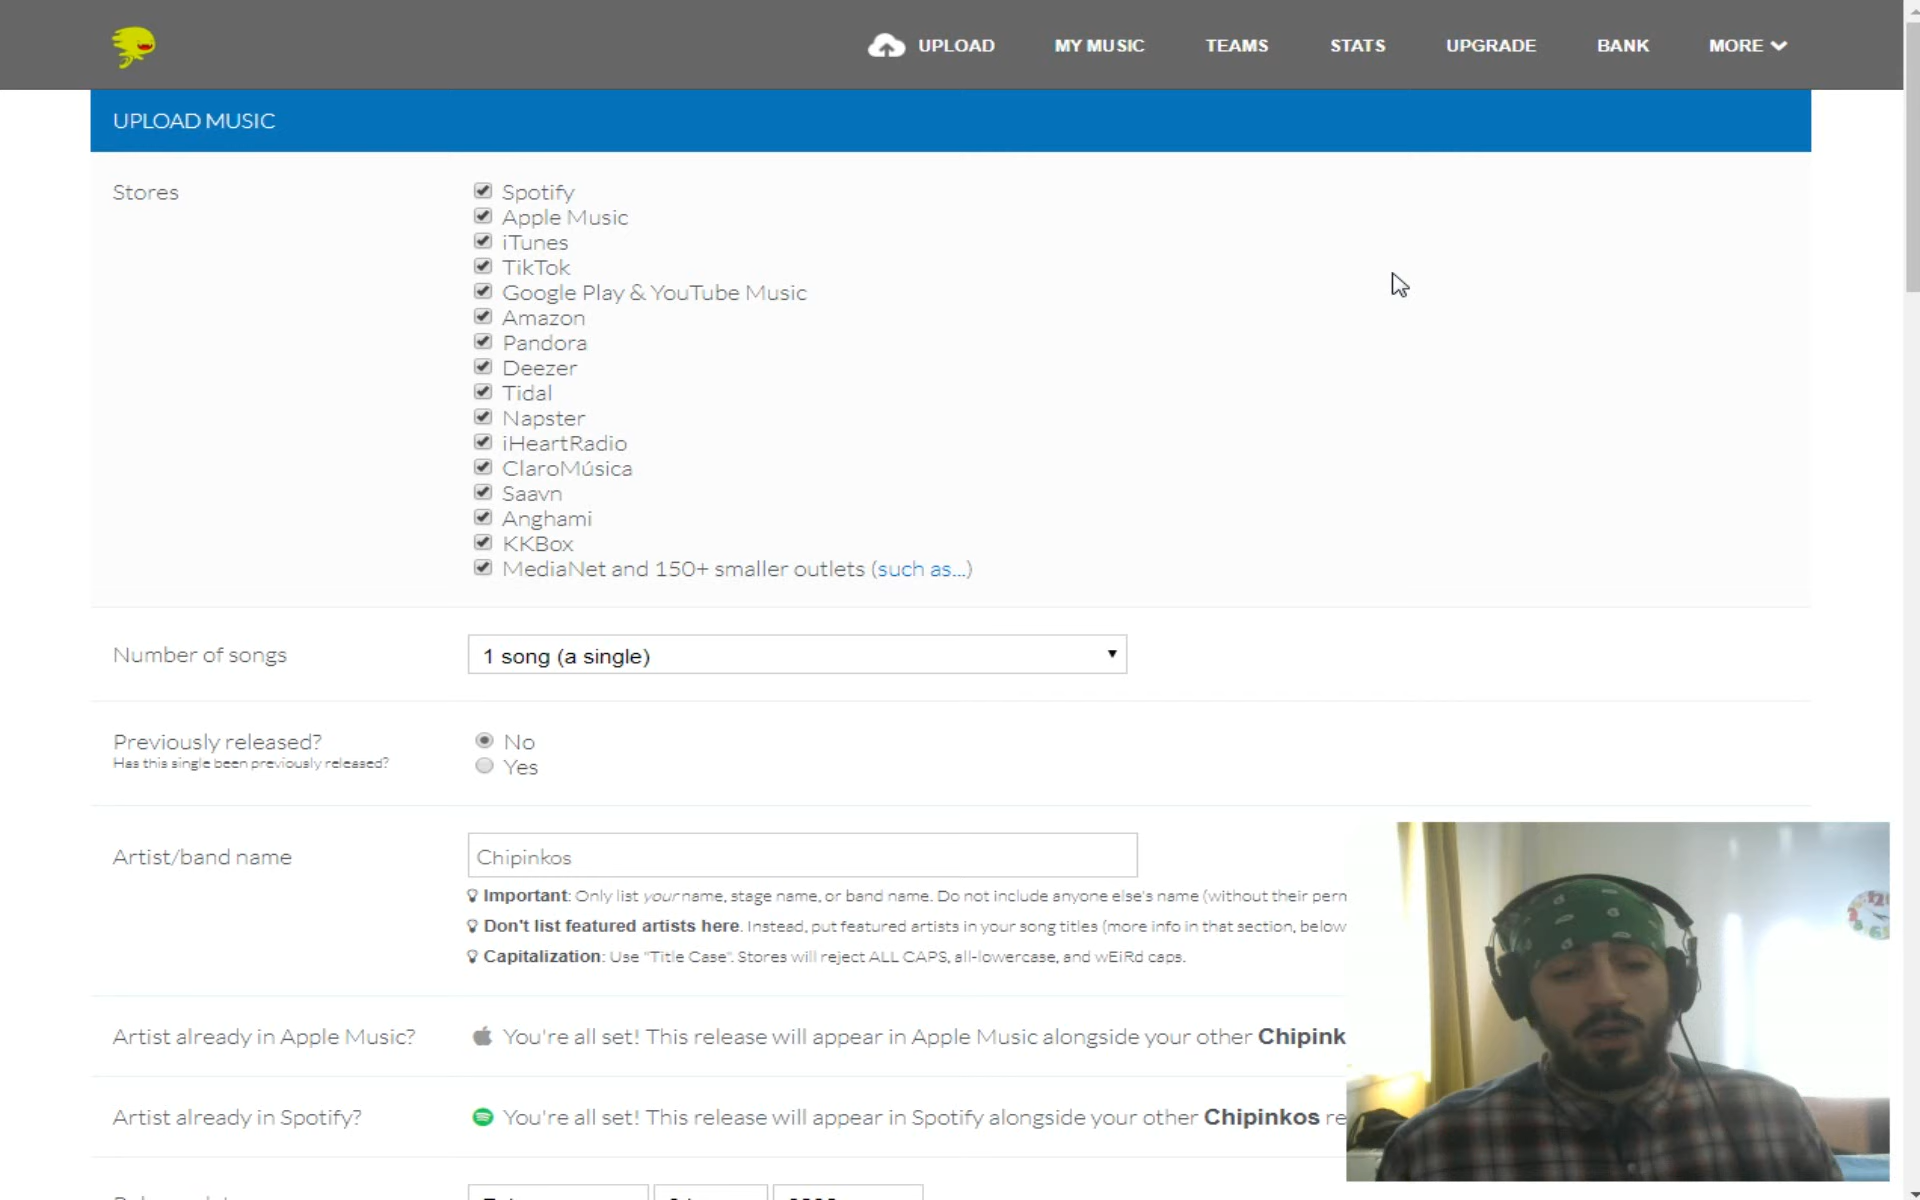 UPLOAD MY MUSIC TEAMS STATS UPGRADE BANK MORE
UPLOAD MUSIC
Stores
Spotify
Apple Music
iTunes
TikTok
Google Play & YouTube Music
Amazon
Pandora
Deezer
Tidal
Napster
iHeartRadio
ClaroMúsica
Saavn
Anghami
KKBox
MediaNet and 150+ smaller outlets (such as...)
Number of songs 1 song (a single)
Previously released? No
Has this single been previously released? Yes
Artist/band name Chipinkos
Important: Only list your name, stage name, or band name. Do not include anyone else's name (without their perm
Don't list featured artists here. Instead, put featured artists in your song titles (more info in that section, below
Capitalization: Use "Title Case". Stores will reject ALL CAPS, all-lowercase, and wEiRd caps.
Artist already in Apple Music? You're all set! This release will appear in Apple Music alongside your other Chipink
Artist already in Spotify? You're all set! This release will appear in Spotify alongside your other Chipinkos re